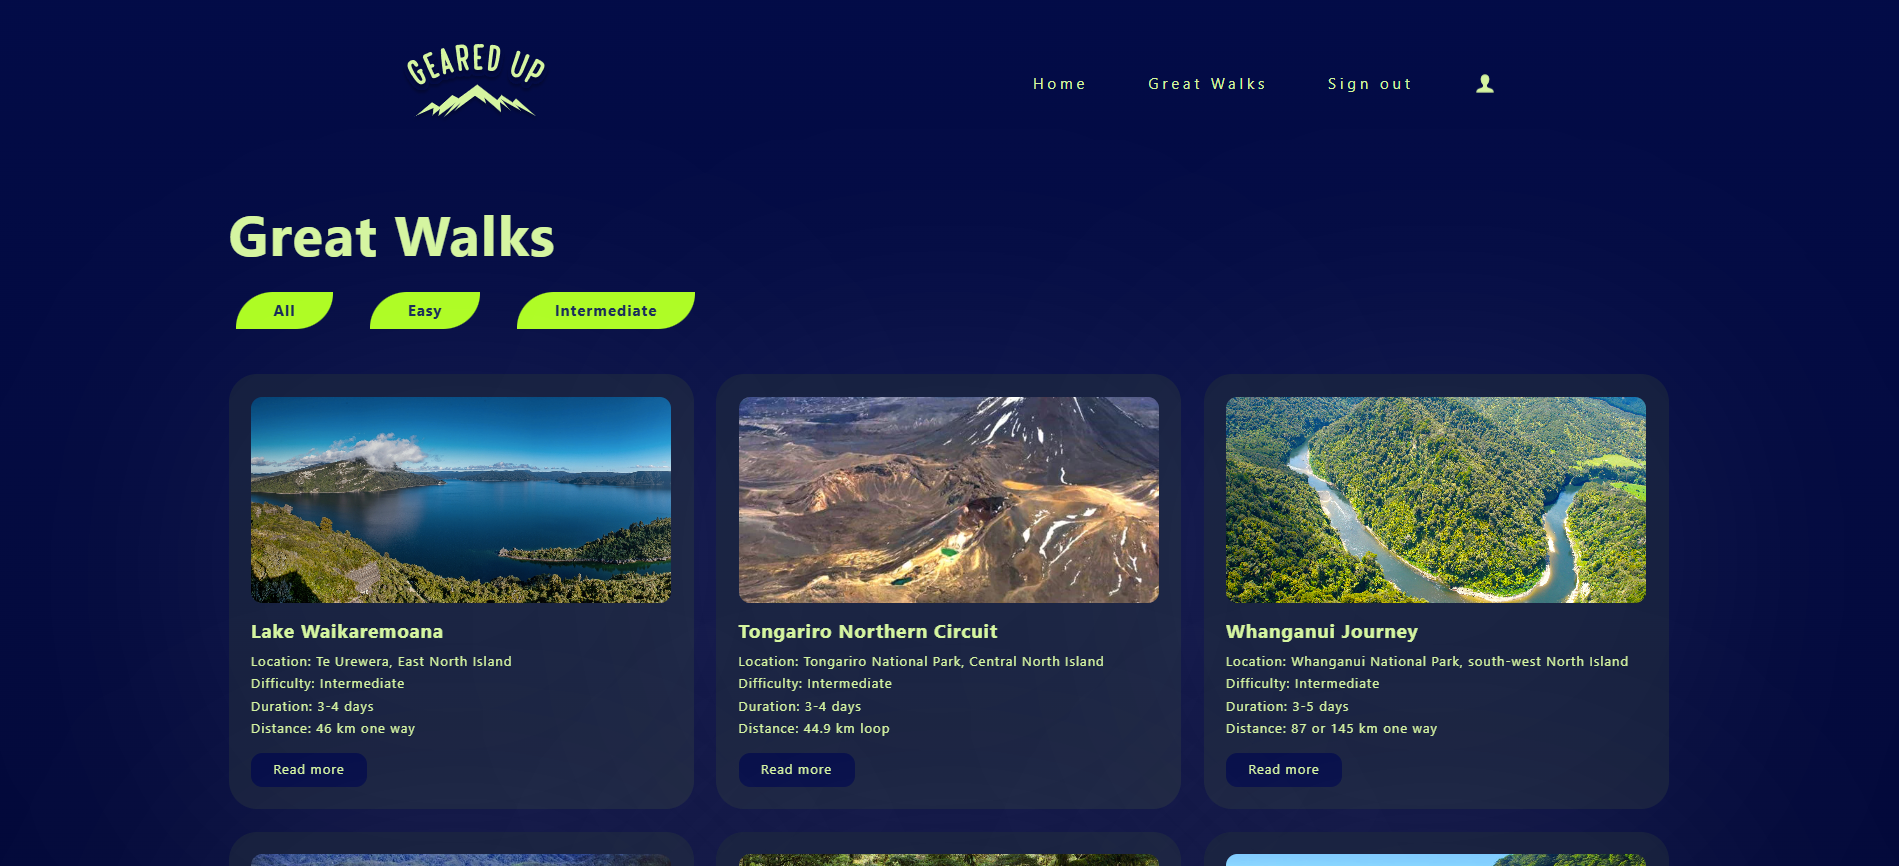 GEARED UP
Home
Great Walks
Sign out
Great Walks
All
Easy
Intermediate
Lake Waikaremoana
Location: Te Urewera, East North Island
Difficulty: Intermediate
Duration: 3-4 days
Distance: 46 km one way
Read more
Tongariro Northern Circuit
Location: Tongariro National Park, Central North Island
Difficulty: Intermediate
Duration: 3-4 days
Distance: 44.9 km loop
Read more
Whanganui Journey
Location: Whanganui National Park, south-west North Island
Difficulty: Intermediate
Duration: 3-5 days
Distance: 87 or 145 km one way
Read more